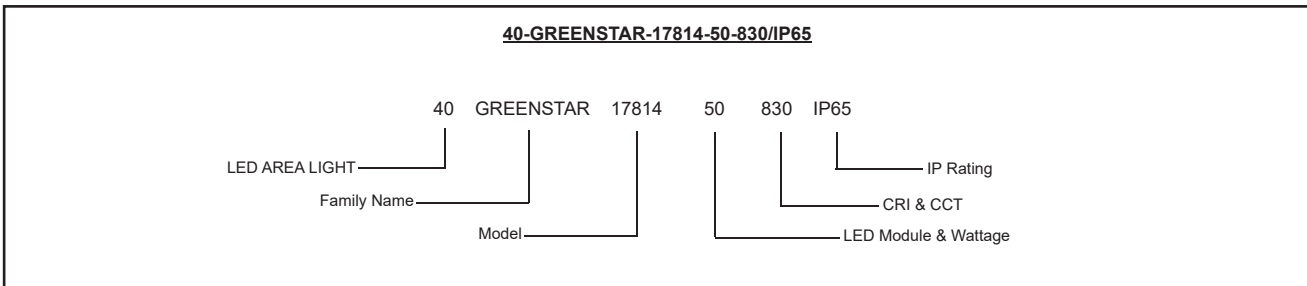 40-GREENSTAR-17814-50-830/IP65
40 GREENSTAR 17814 50 830 IP65
LED AREA LIGHT
IP Rating
Family Name
CRI & CCT
Model
LED Module & Wattage